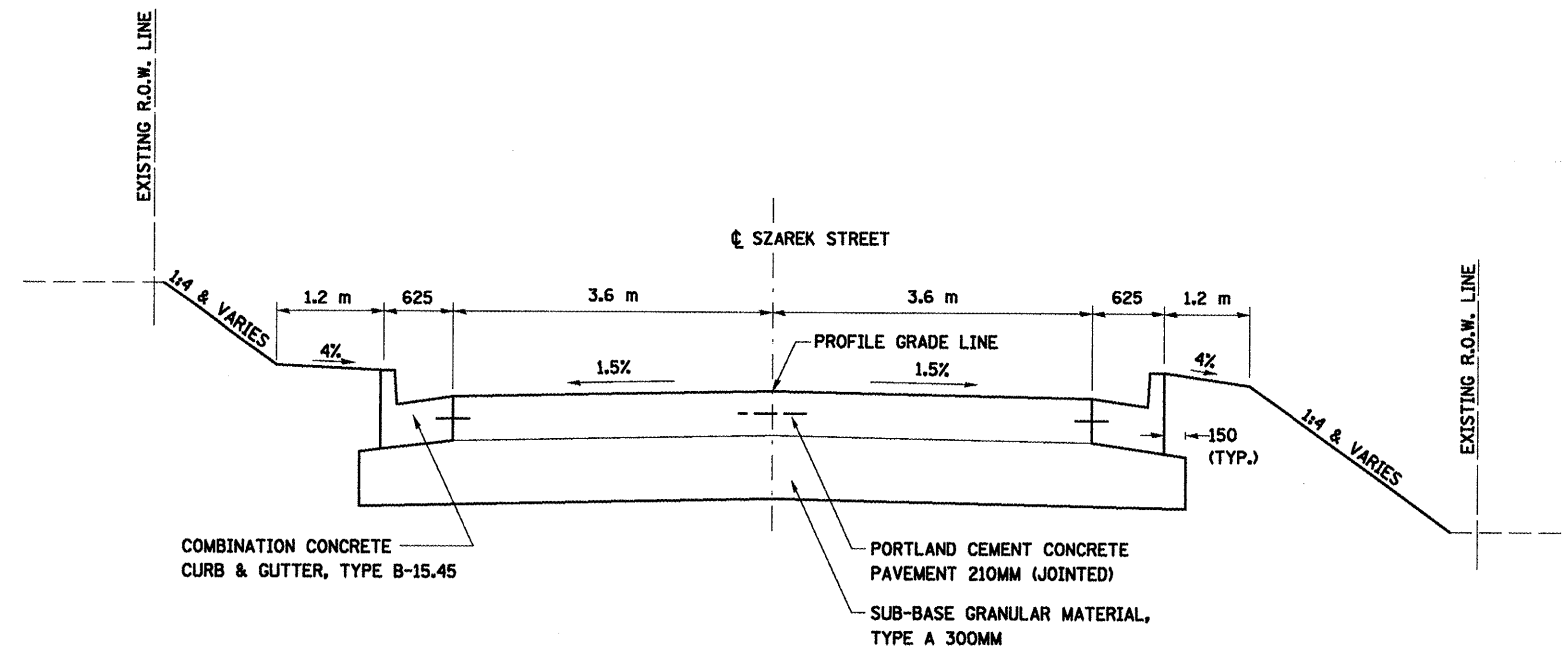 EXISTING R.O.W. LINE
EXISTING R.O.W. LINE
℄ SZAREK STREET
1:4 & VARIES
1.2 m
625
3.6 m
3.6 m
625
1.2 m
PROFILE GRADE LINE
4%
1.5%
1.5%
4%
1:4 & VARIES
150
(TYP.)
COMBINATION CONCRETE
CURB & GUTTER, TYPE B-15.45
PORTLAND CEMENT CONCRETE
PAVEMENT 210MM (JOINTED)
SUB-BASE GRANULAR MATERIAL,
TYPE A 300MM